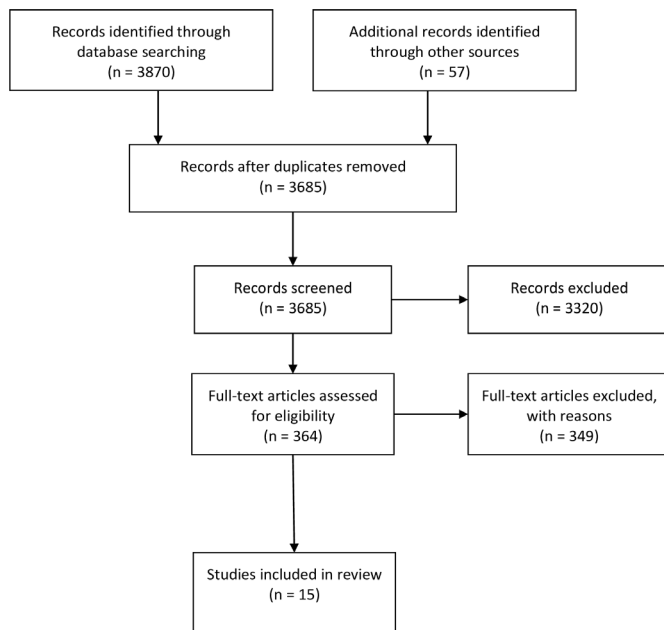 Records identified through
database searching
(n = 3870)
Additional records identified
through other sources
(n = 57)
Records after duplicates removed
(n = 3685)
Records screened
(n = 3685)
Records excluded
(n = 3320)
Full-text articles assessed
for eligibility
(n = 364)
Full-text articles excluded,
with reasons
(n = 349)
Studies included in review
(n = 15)